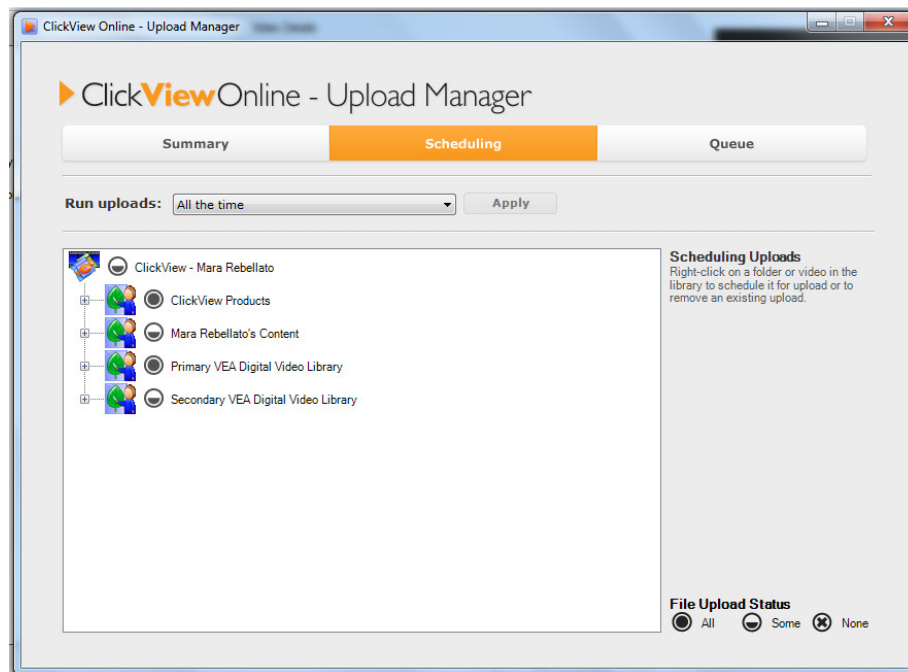 ClickView Online - Upload Manager
ClickViewOnline - Upload Manager
Summary
Scheduling
Queue
Run uploads:
All the time
Apply
ClickView - Mara Rebellato
ClickView Products
Mara Rebellato's Content
Primary VEA Digital Video Library
Secondary VEA Digital Video Library
Scheduling Uploads
Right-click on a folder or video in the
library to schedule it for upload or to
remove an existing upload.
File Upload Status
All
Some
None